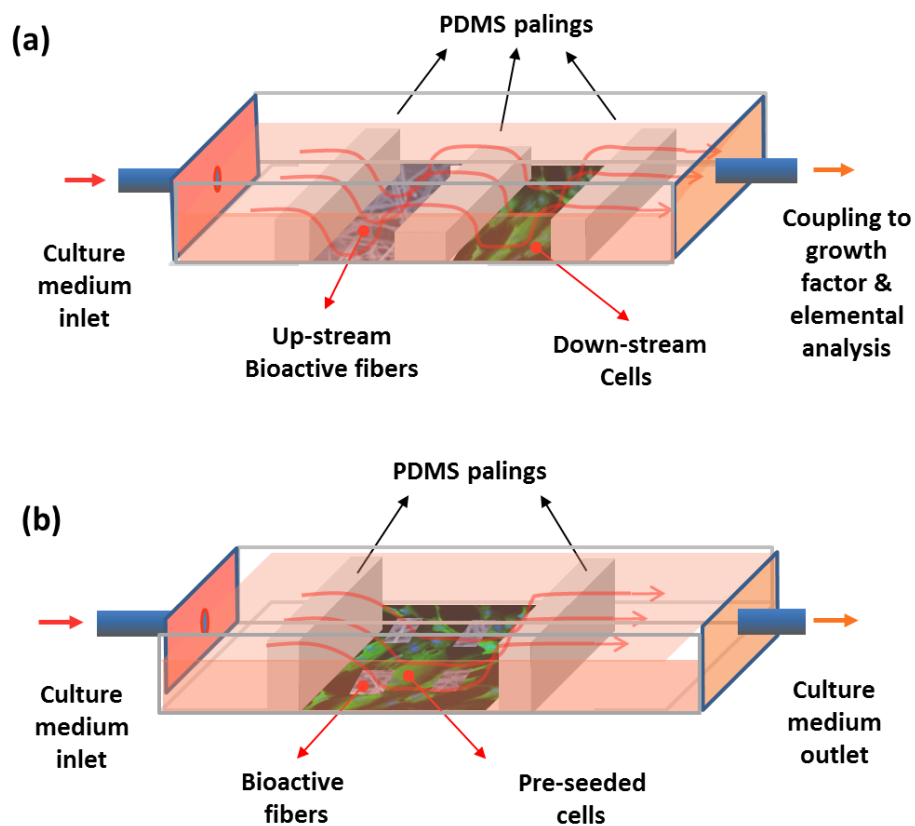 (a)
PDMS palings
Culture
medium
inlet
Up-stream
Bioactive fibers
Down-stream
Cells
Coupling to
growth
factor &
elemental
analysis
(b)
PDMS palings
Culture
medium
inlet
Bioactive
fibers
Pre-seeded
cells
Culture
medium
outlet